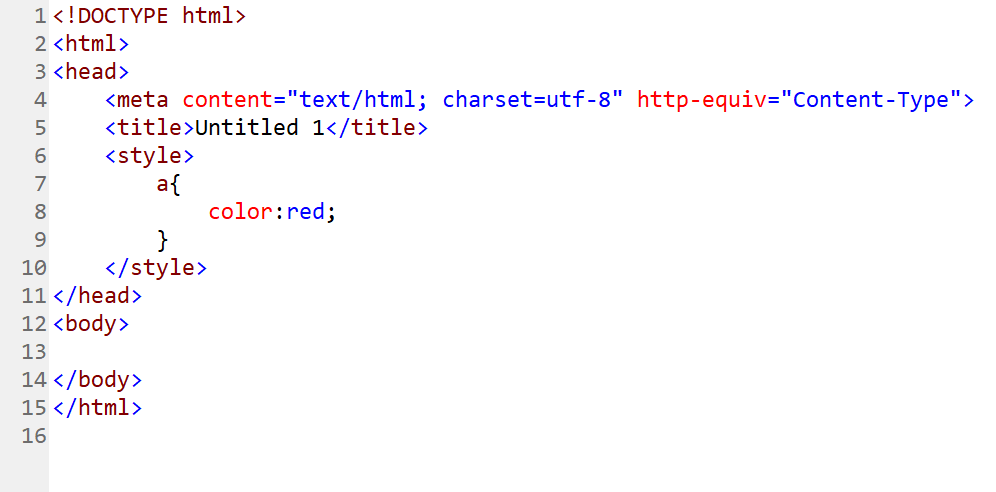 1 <!DOCTYPE html>
2 <html>
3 <head>
4     <meta content="text/html; charset=utf-8" http-equiv="Content-Type">
5     <title>Untitled 1</title>
6     <style>
7         a{
8             color:red;
9         }
10     </style>
11 </head>
12 <body>
13
14 </body>
15 </html>
16